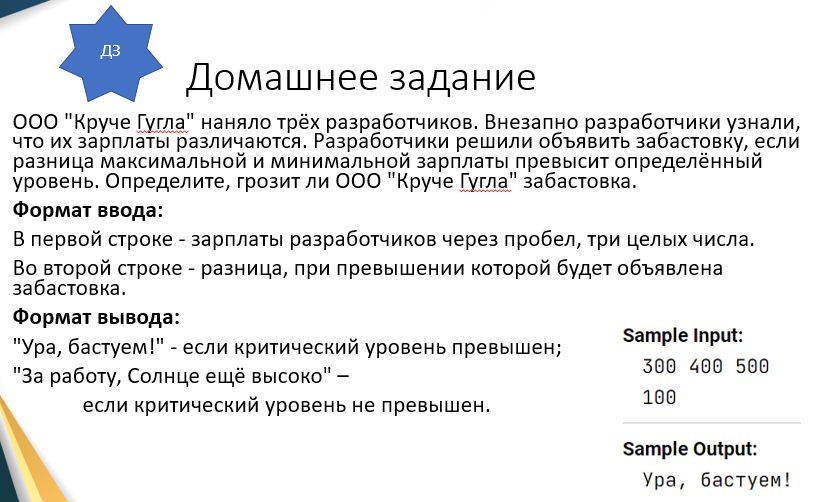 ДЗ
Домашнее задание
ООО "Круче Гугла" наняло трёх разработчиков. Внезапно разработчики узнали,
что их зарплаты различаются. Разработчики решили объявить забастовку, если
разница максимальной и минимальной зарплаты превысит определённый
уровень. Определите, грозит ли ООО "Круче Гугла" забастовка.
Формат ввода:
В первой строке - зарплаты разработчиков через пробел, три целых числа.
Во второй строке - разница, при превышении которой будет объявлена
забастовка.
Формат вывода:
"Ура, бастуем!" - если критический уровень превышен;
"За работу, Солнце ещё высоко" –
если критический уровень не превышен.
Sample Input:
300 400 500
100
Sample Output:
Ура, бастуем!